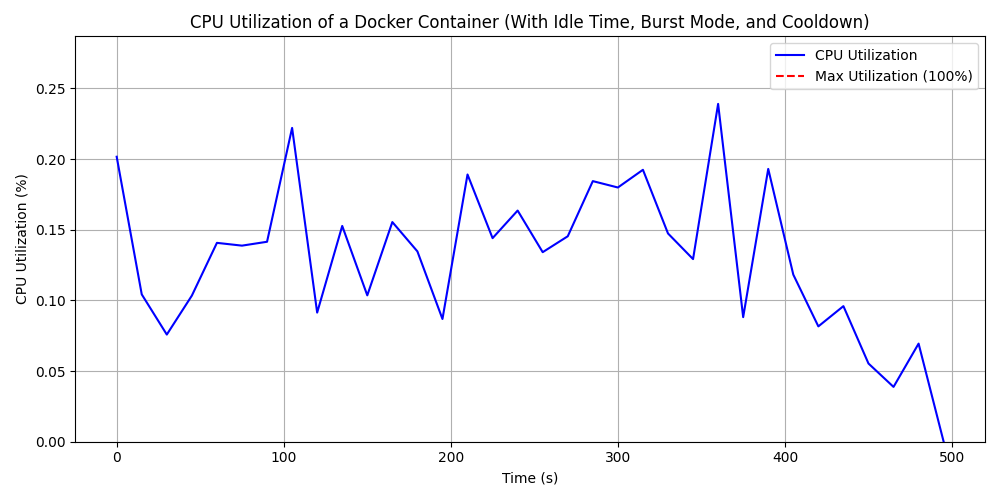 CPU Utilization of a Docker Container (With Idle Time, Burst Mode, and Cooldown)
CPU Utilization
Max Utilization (100%)
CPU Utilization (%)
0.25
0.20
0.15
0.10
0.05
0.00
0 100 200 300 400 500
Time (s)